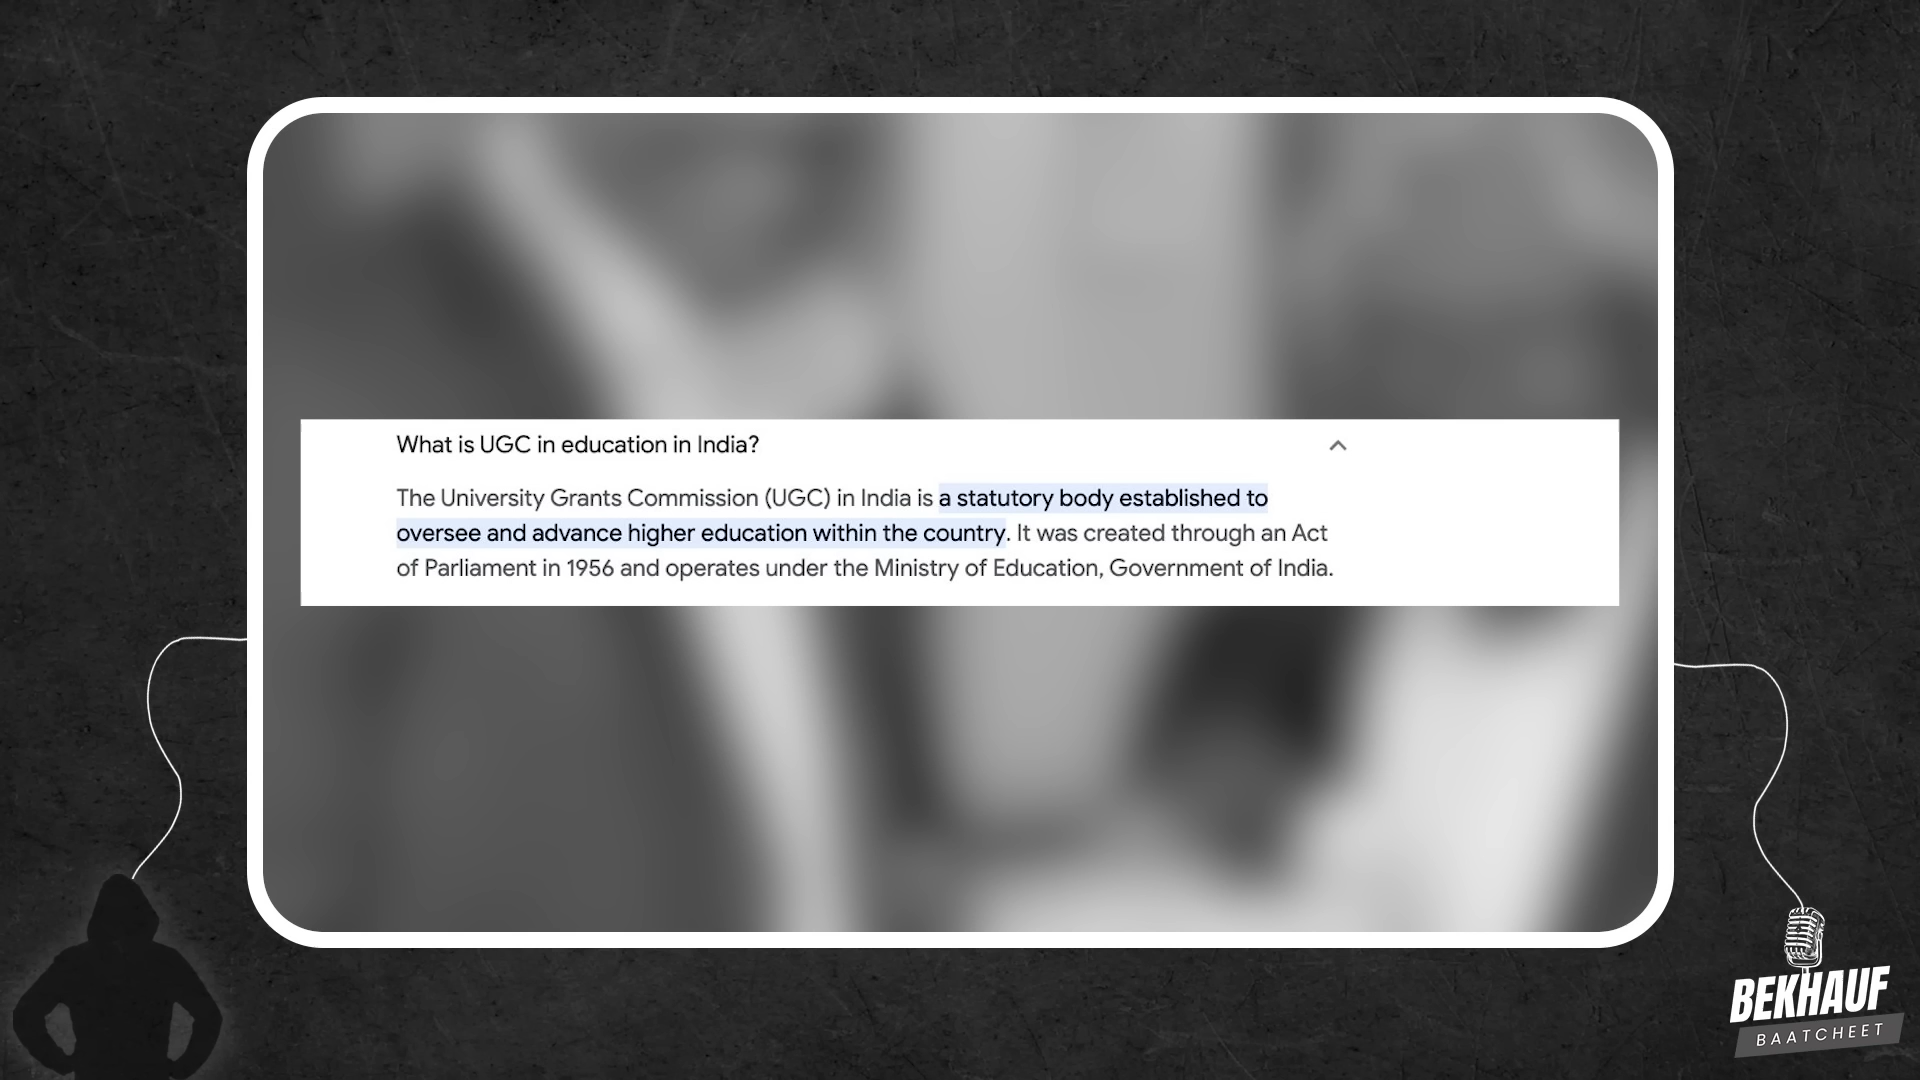 What is UGC in education in India?
The University Grants Commission (UGC) in India is a statutory body established to
oversee and advance higher education within the country. It was created through an Act
of Parliament in 1956 and operates under the Ministry of Education, Government of India.
BEKHAUF
BAATCHEET